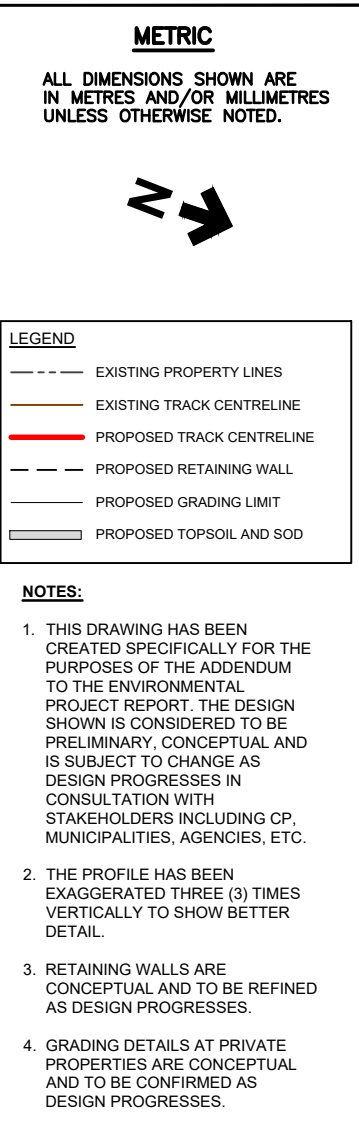 METRIC
ALL DIMENSIONS SHOWN ARE
IN METRES AND/OR MILLIMETRES
UNLESS OTHERWISE NOTED.
N
LEGEND
EXISTING PROPERTY LINES
EXISTING TRACK CENTRELINE
PROPOSED TRACK CENTRELINE
PROPOSED RETAINING WALL
PROPOSED GRADING LIMIT
PROPOSED TOPSOIL AND SOD
NOTES:
1. THIS DRAWING HAS BEEN
CREATED SPECIFICALLY FOR THE
PURPOSES OF THE ADDENDUM
TO THE ENVIRONMENTAL
PROJECT REPORT. THE DESIGN
SHOWN IS CONSIDERED TO BE
PRELIMINARY, CONCEPTUAL AND
IS SUBJECT TO CHANGE AS
DESIGN PROGRESSES IN
CONSULTATION WITH
STAKEHOLDERS INCLUDING CP,
MUNICIPALITIES, AGENCIES, ETC.
2. THE PROFILE HAS BEEN
EXAGGERATED THREE (3) TIMES
VERTICALLY TO SHOW BETTER
DETAIL.
3. RETAINING WALLS ARE
CONCEPTUAL AND TO BE REFINED
AS DESIGN PROGRESSES.
4. GRADING DETAILS AT PRIVATE
PROPERTIES ARE CONCEPTUAL
AND TO BE CONFIRMED AS
DESIGN PROGRESSES.